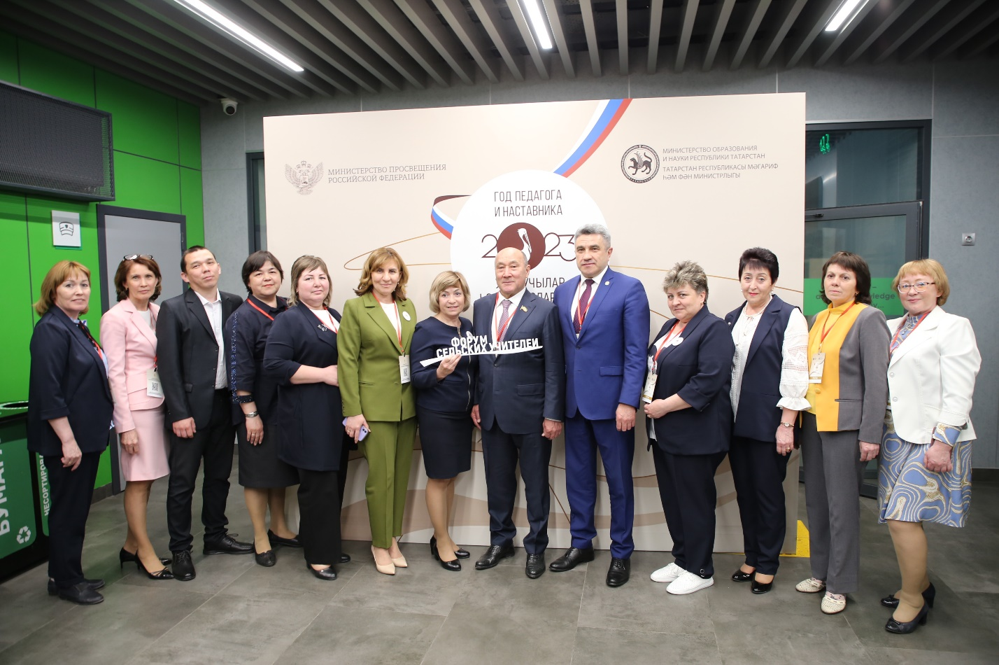 МИНИСТЕРСТВО ПРОСВЕЩЕНИЯ
РОССИЙСКОЙ ФЕДЕРАЦИИ
МИНИСТЕРСТВО ОБРАЗОВАНИЯ
И НАУКИ РЕСПУБЛИКИ ТАТАРСТАН
ТАТАРСТАН РЕСПУБЛИКАСЫ МӘГАРИФ
ҺӘМ ФӘН МИНИСТРЛЫГЫ
ГОД ПЕДАГОГА
И НАСТАВНИКА
2023
ФОРУМ
СЕЛЬСКИХ УЧИТЕЛЕЙ
БУМАГА